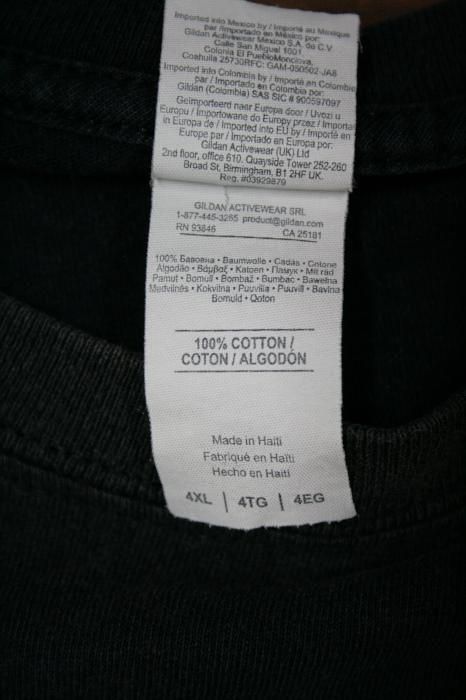 Imported into Mexico by / Importé au Mexique
par / Importado en México por:
Gildan Activewear México S.A. de C.V.
Calle San Miguel 1001,
Colonia El PuebloMonclova,
Coahuila 25730RFC: GAM-050502-JA8
Imported into Colombia by / Importé en Colombie
par / Importado en Colombia por:
Gildan (Colombia) SAS SIC # 900597097
Geïmporteerd naar Europa door / Uvozi u
Europu / Importowane do Europy przez / Importat
in Europa de / Imported into EU by / Importé en
Europe par / Importado en Europa por:
Gildan Activewear (UK) Ltd
2nd floor, office 610. Quayside Tower 252-260
Broad St, Birmingham, B1 2HF UK.
Reg. #03929879
GILDAN ACTIVEWEAR SRL
1-877-445-3265 product@gildan.com
RN 93846 CA 25181
100% Бавовна • Baumwolle • Cadás • Cotone
Algodão • Βάμβαξ • Katoen • Памук • Mit rád
Pamut • Bomull • Bombaž • Bumbac • Bawełna
Medvilnės • Kokvilna • Puuvilla • Puuvill • Bavlna
Bomuld • Qoton
100% COTTON /
COTON / ALGODÓN
Made in Haiti
Fabriqué en Haïti
Hecho en Haiti
4XL | 4TG | 4EG